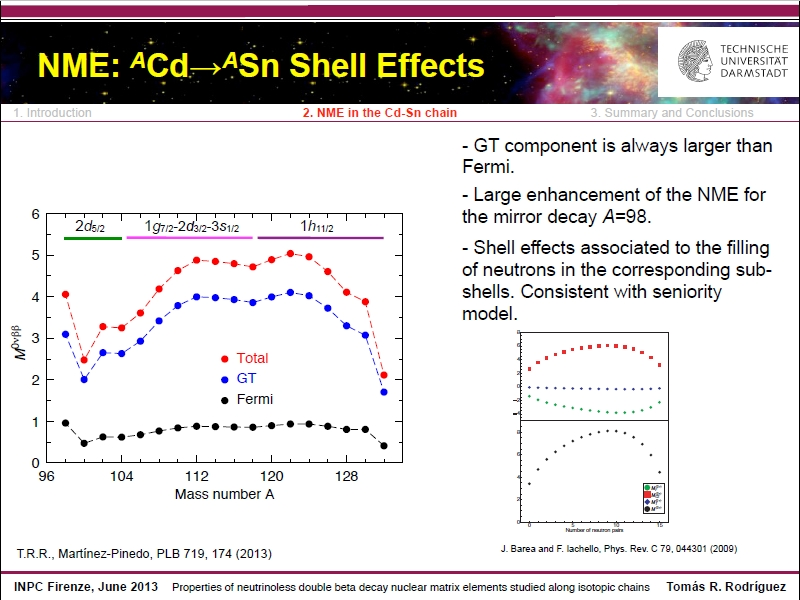 NME: ᴬCd→ᴬSn Shell Effects
TECHNISCHE
UNIVERSITÄT
DARMSTADT
1. Introduction
2. NME in the Cd-Sn chain
3. Summary and Conclusions
- GT component is always larger than
Fermi.
- Large enhancement of the NME for
the mirror decay A=98.
- Shell effects associated to the filling
of neutrons in the corresponding sub-
shells. Consistent with seniority
model.
2d5/2
1g7/2-2d3/2-3s1/2
1h11/2
6
5
4
3
2
1
0
M⁰ᵛᵝᵝ
Total
GT
Fermi
96 104 112 120 128
Mass number A
0 5 10 15
Number of neutron pairs
T.R.R., Martínez-Pinedo, PLB 719, 174 (2013)
J. Barea and F. Iachello, Phys. Rev. C 79, 044301 (2009)
INPC Firenze, June 2013
Properties of neutrinoless double beta decay nuclear matrix elements studied along isotopic chains
Tomás R. Rodríguez